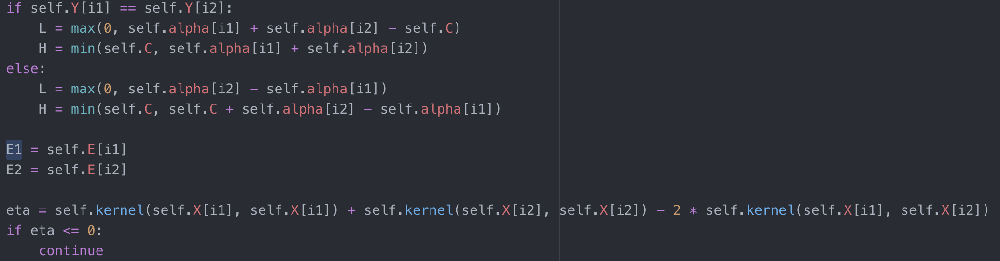 if self.Y[i1] == self.Y[i2]:
    L = max(0, self.alpha[i1] + self.alpha[i2] - self.C)
    H = min(self.C, self.alpha[i1] + self.alpha[i2])
else:
    L = max(0, self.alpha[i2] - self.alpha[i1])
    H = min(self.C, self.C + self.alpha[i2] - self.alpha[i1])

E1 = self.E[i1]
E2 = self.E[i2]

eta = self.kernel(self.X[i1], self.X[i1]) + self.kernel(self.X[i2], self.X[i2]) - 2 * self.kernel(self.X[i1], self.X[i2])
if eta <= 0:
    continue